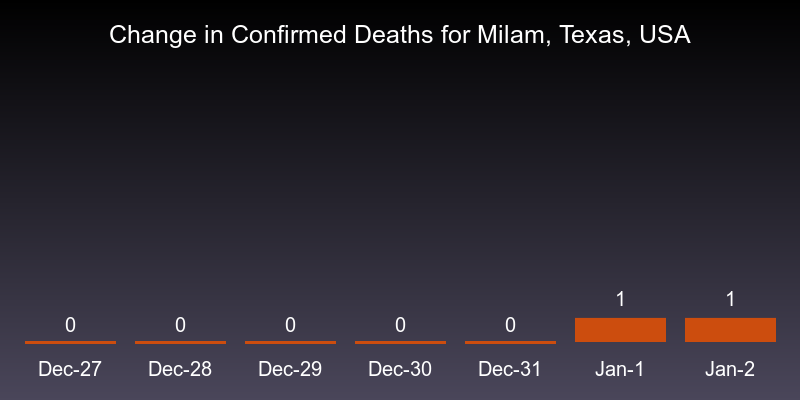 Change in Confirmed Deaths for Milam, Texas, USA
0 0 0 0 0 1 1
Dec-27 Dec-28 Dec-29 Dec-30 Dec-31 Jan-1 Jan-2